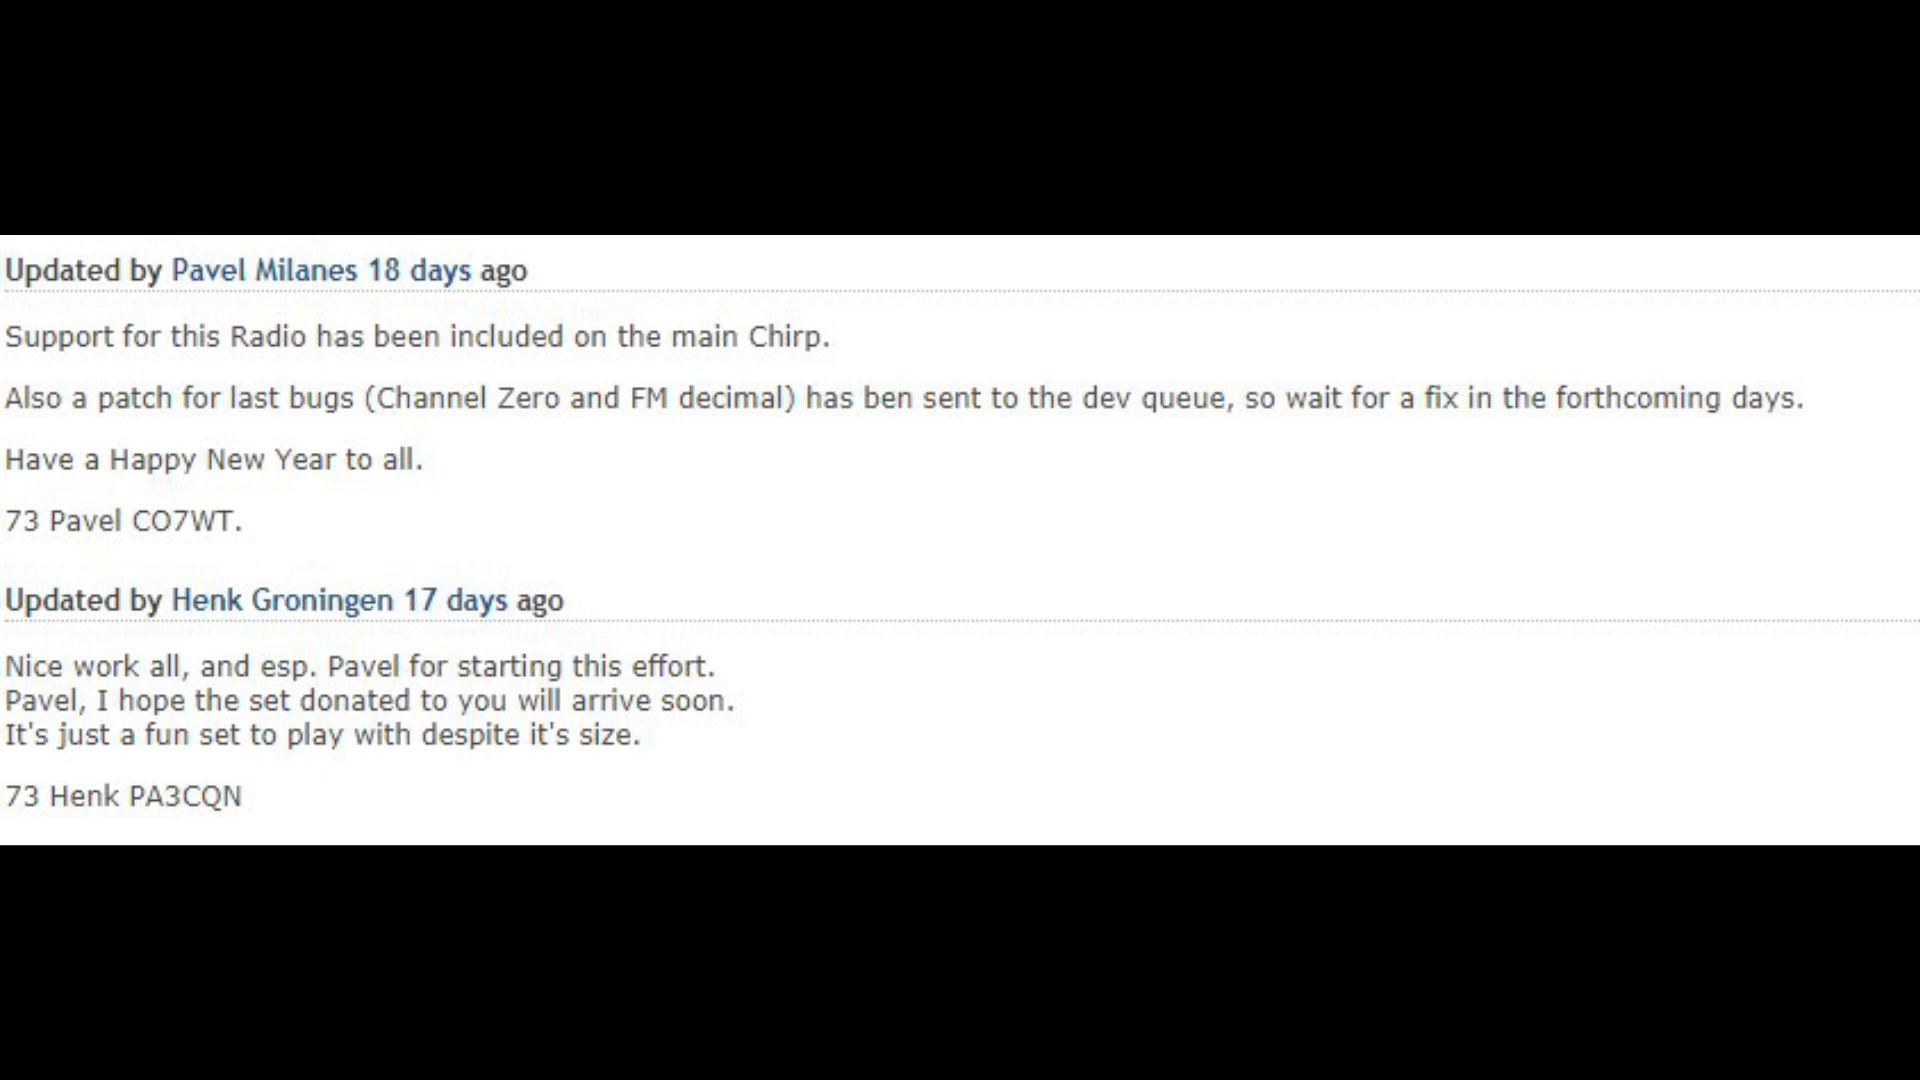 Updated by Pavel Milanes 18 days ago
Support for this Radio has been included on the main Chirp.
Also a patch for last bugs (Channel Zero and FM decimal) has ben sent to the dev queue, so wait for a fix in the forthcoming days.
Have a Happy New Year to all.
73 Pavel CO7WT.
Updated by Henk Groningen 17 days ago
Nice work all, and esp. Pavel for starting this effort.
Pavel, I hope the set donated to you will arrive soon.
It's just a fun set to play with despite it's size.
73 Henk PA3CQN